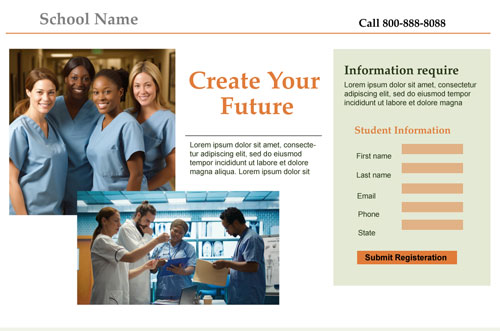 School Name
Call 800-888-8088
Create Your
Future
Lorem ipsum dolor sit amet, consecte-
tur adipiscing elit, sed do eiusmod
tempor incididunt ut labore et dolore
magna aliqua. Lorem ipsum dolor sit
Information require
Lorem ipsum dolor sit amet, consectetur
adipiscing elit, sed do eiusmod tempor
incididunt ut labore et dolore magna
Student Information
First name
Last name
Email
Phone
State
Submit Registeration